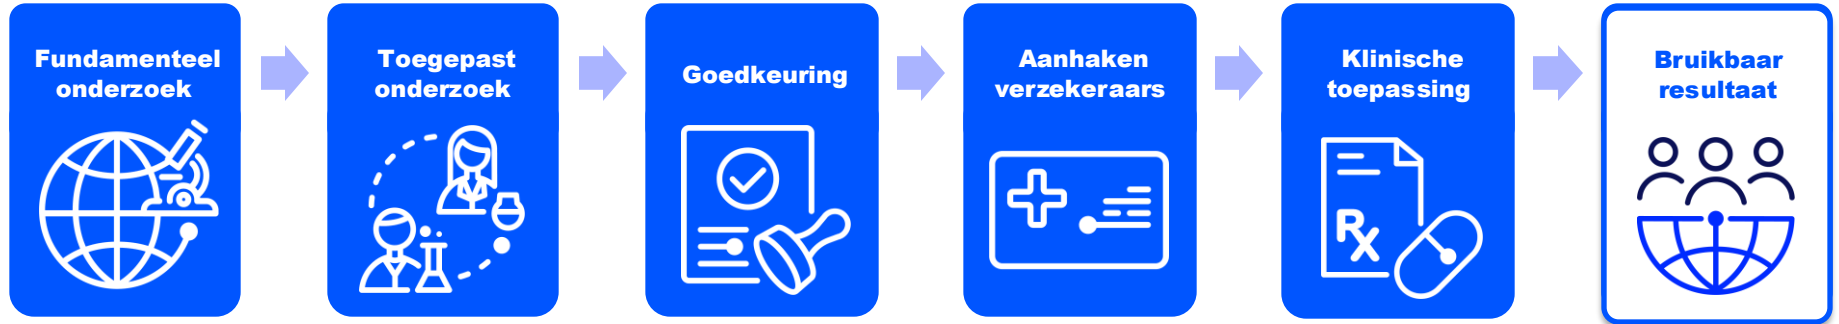 Fundamenteel
onderzoek
Toegepast
onderzoek
Goedkeuring
Aanhaken
verzekeraars
Klinische
toepassing
Bruikbaar
resultaat
Rx